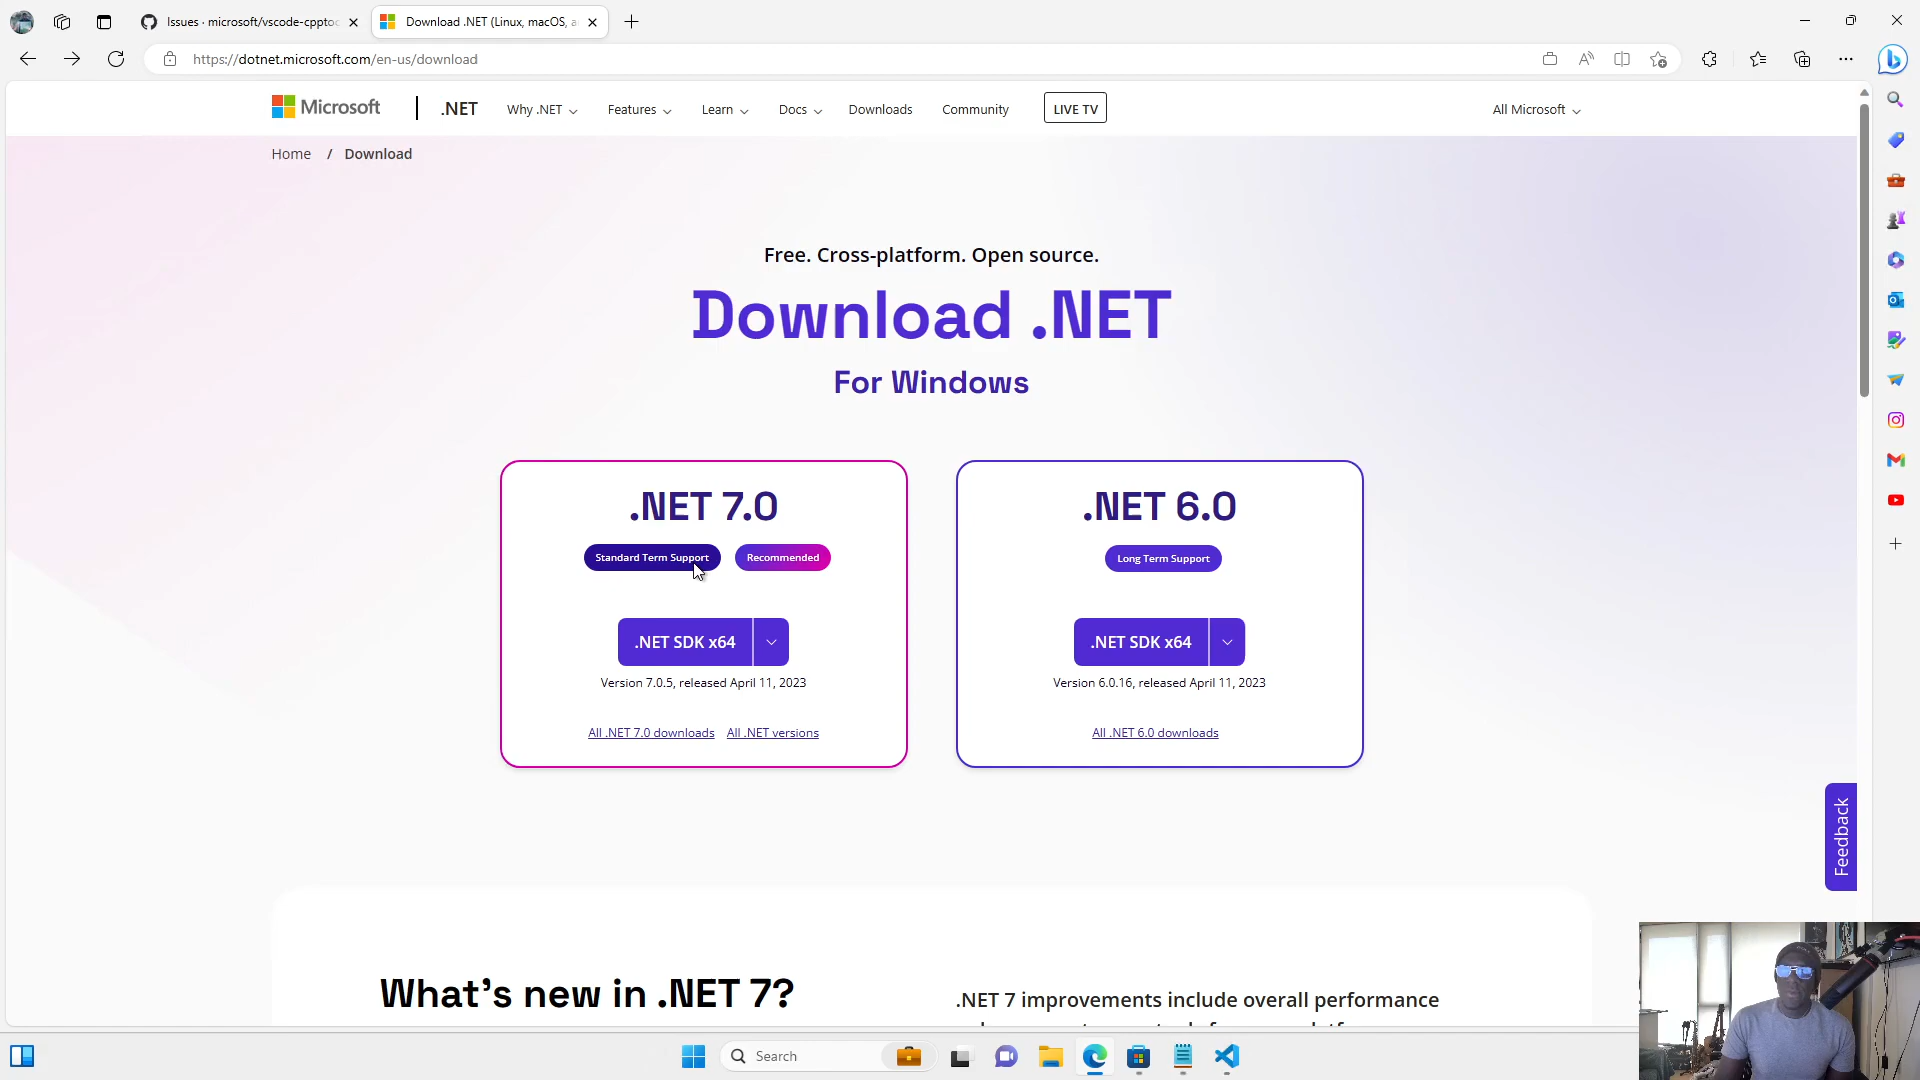 Issues · microsoft/vscode-cppto
Download .NET (Linux, macOS, a
https://dotnet.microsoft.com/en-us/download
Microsoft
.NET
Why .NET
Features
Learn
Docs
Downloads
Community
LIVE TV
All Microsoft
Home / Download
Free. Cross-platform. Open source.
Download .NET
For Windows
.NET 7.0
Standard Term Support
Recommended
.NET SDK x64
Version 7.0.5, released April 11, 2023
All .NET 7.0 downloads
All .NET versions
.NET 6.0
Long Term Support
.NET SDK x64
Version 6.0.16, released April 11, 2023
All .NET 6.0 downloads
Feedback
What's new in .NET 7?
.NET 7 improvements include overall performance
Search